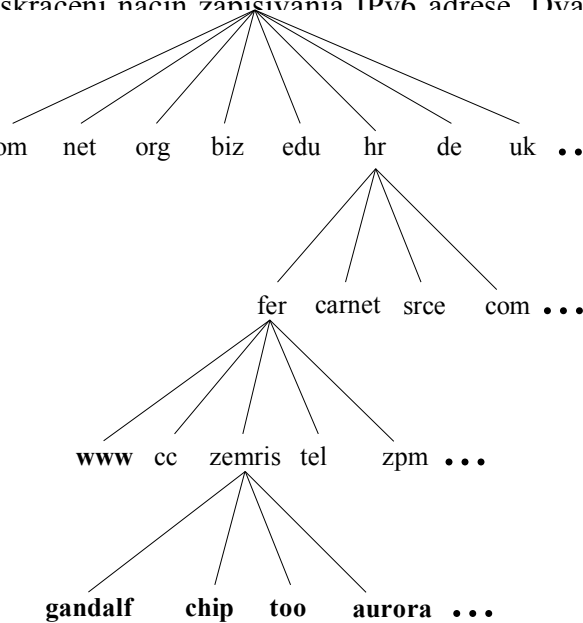 skraćeni način zapisivanja IPv6 adrese. Dva
om net org biz edu hr de uk ..
fer carnet srce com ...
www cc zemris tel zpm ...
gandalf chip too aurora ...